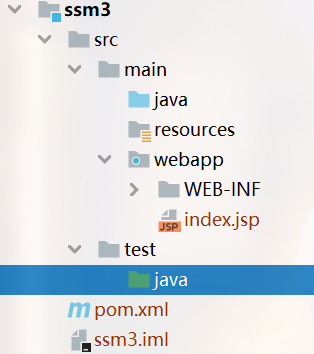 ssm3
src
main
java
resources
webapp
WEB-INF
index.jsp
test
java
pom.xml
ssm3.iml